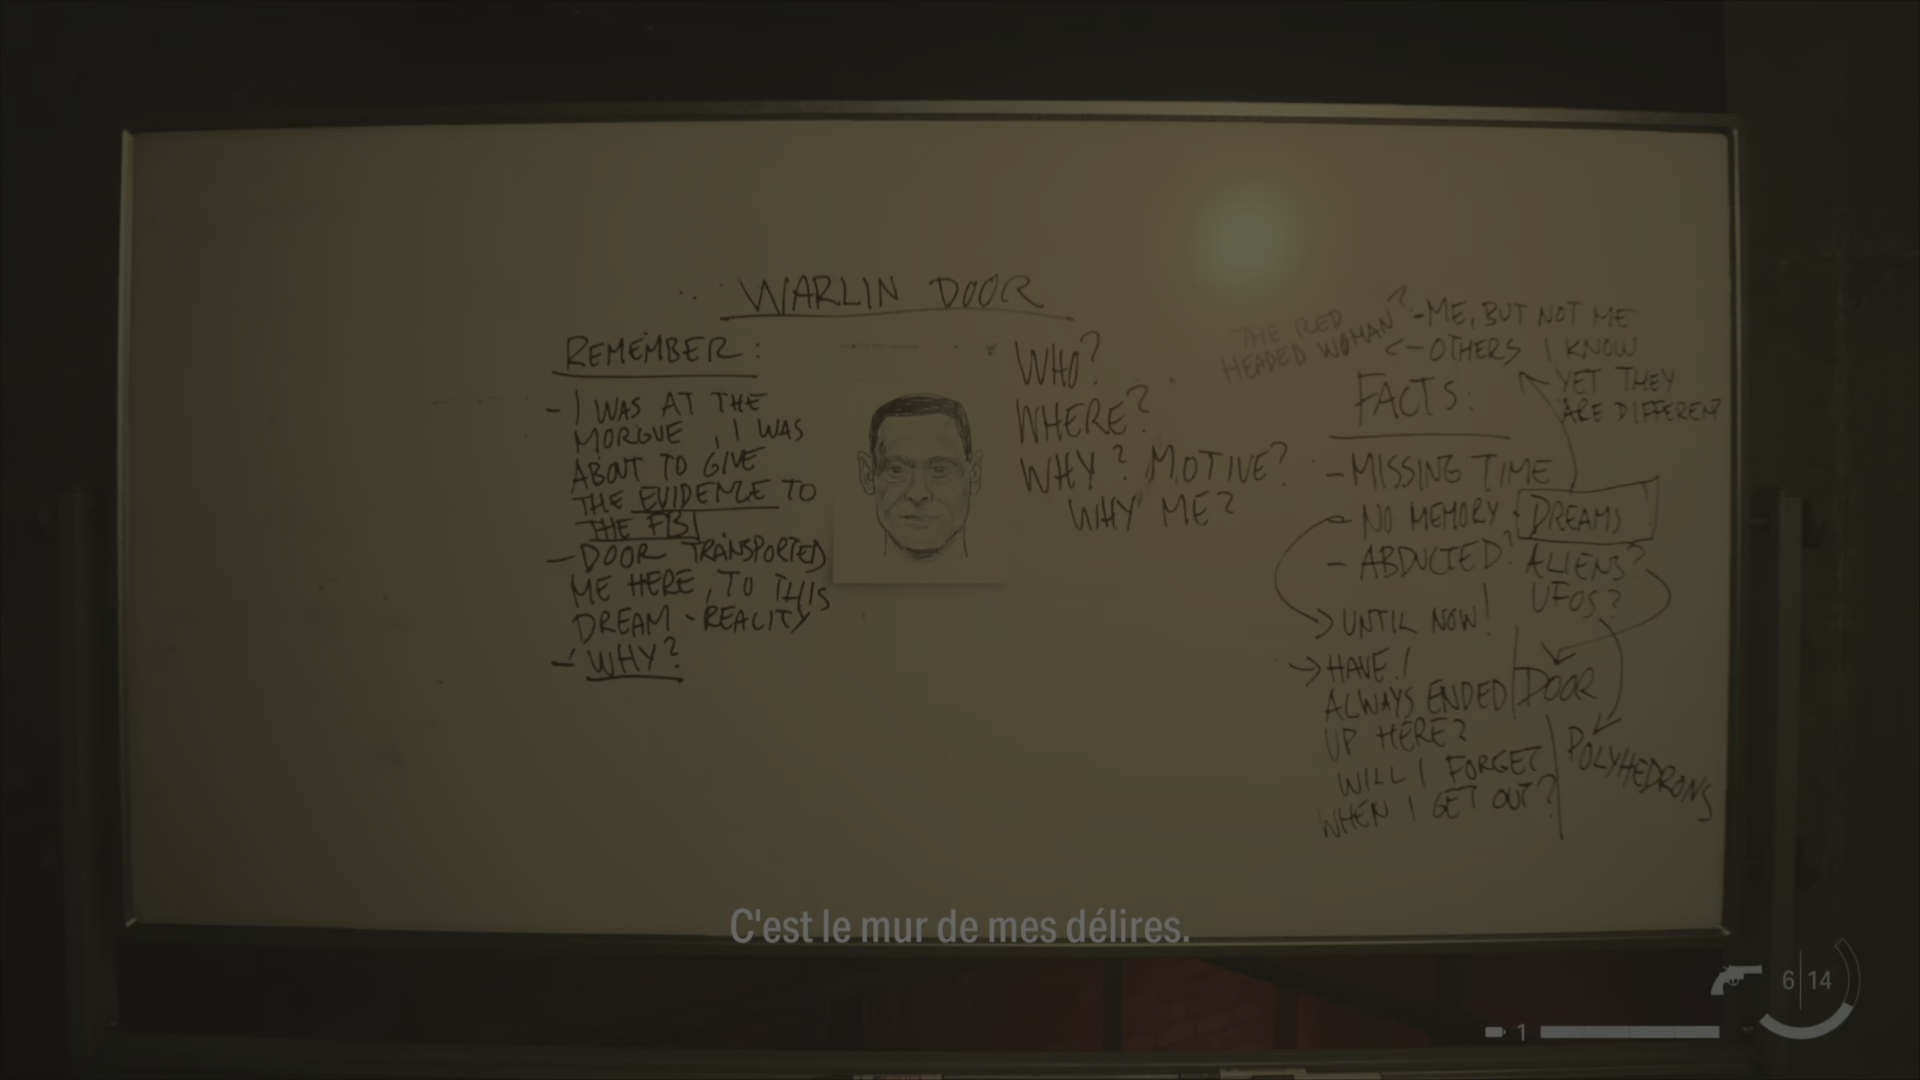 WARLIN DOOR
REMEMBER:
- I WAS AT THE
MORGUE, I WAS
ABOUT TO GIVE
THE EVIDENCE TO
THE FBI
- DOOR TRANSPORTED
ME HERE, TO THIS
DREAM-REALITY
- WHY?
WHO?
WHERE?
WHY? MOTIVE?
WHY ME?
THE RED
HEADED WOMAN?
- ME, BUT NOT ME
<- OTHERS I KNOW
YET THEY
ARE DIFFERENT
FACTS:
- MISSING TIME
- NO MEMORY - DREAMS
- ABDUCTED? ALIENS?
UFOS?
UNTIL NOW!
HAVE I
ALWAYS ENDED
UP HERE?
WILL I FORGET
WHEN I GET OUT?
DOOR
POLYHEDRONS
C'est le mur de mes délires.
6|14
1